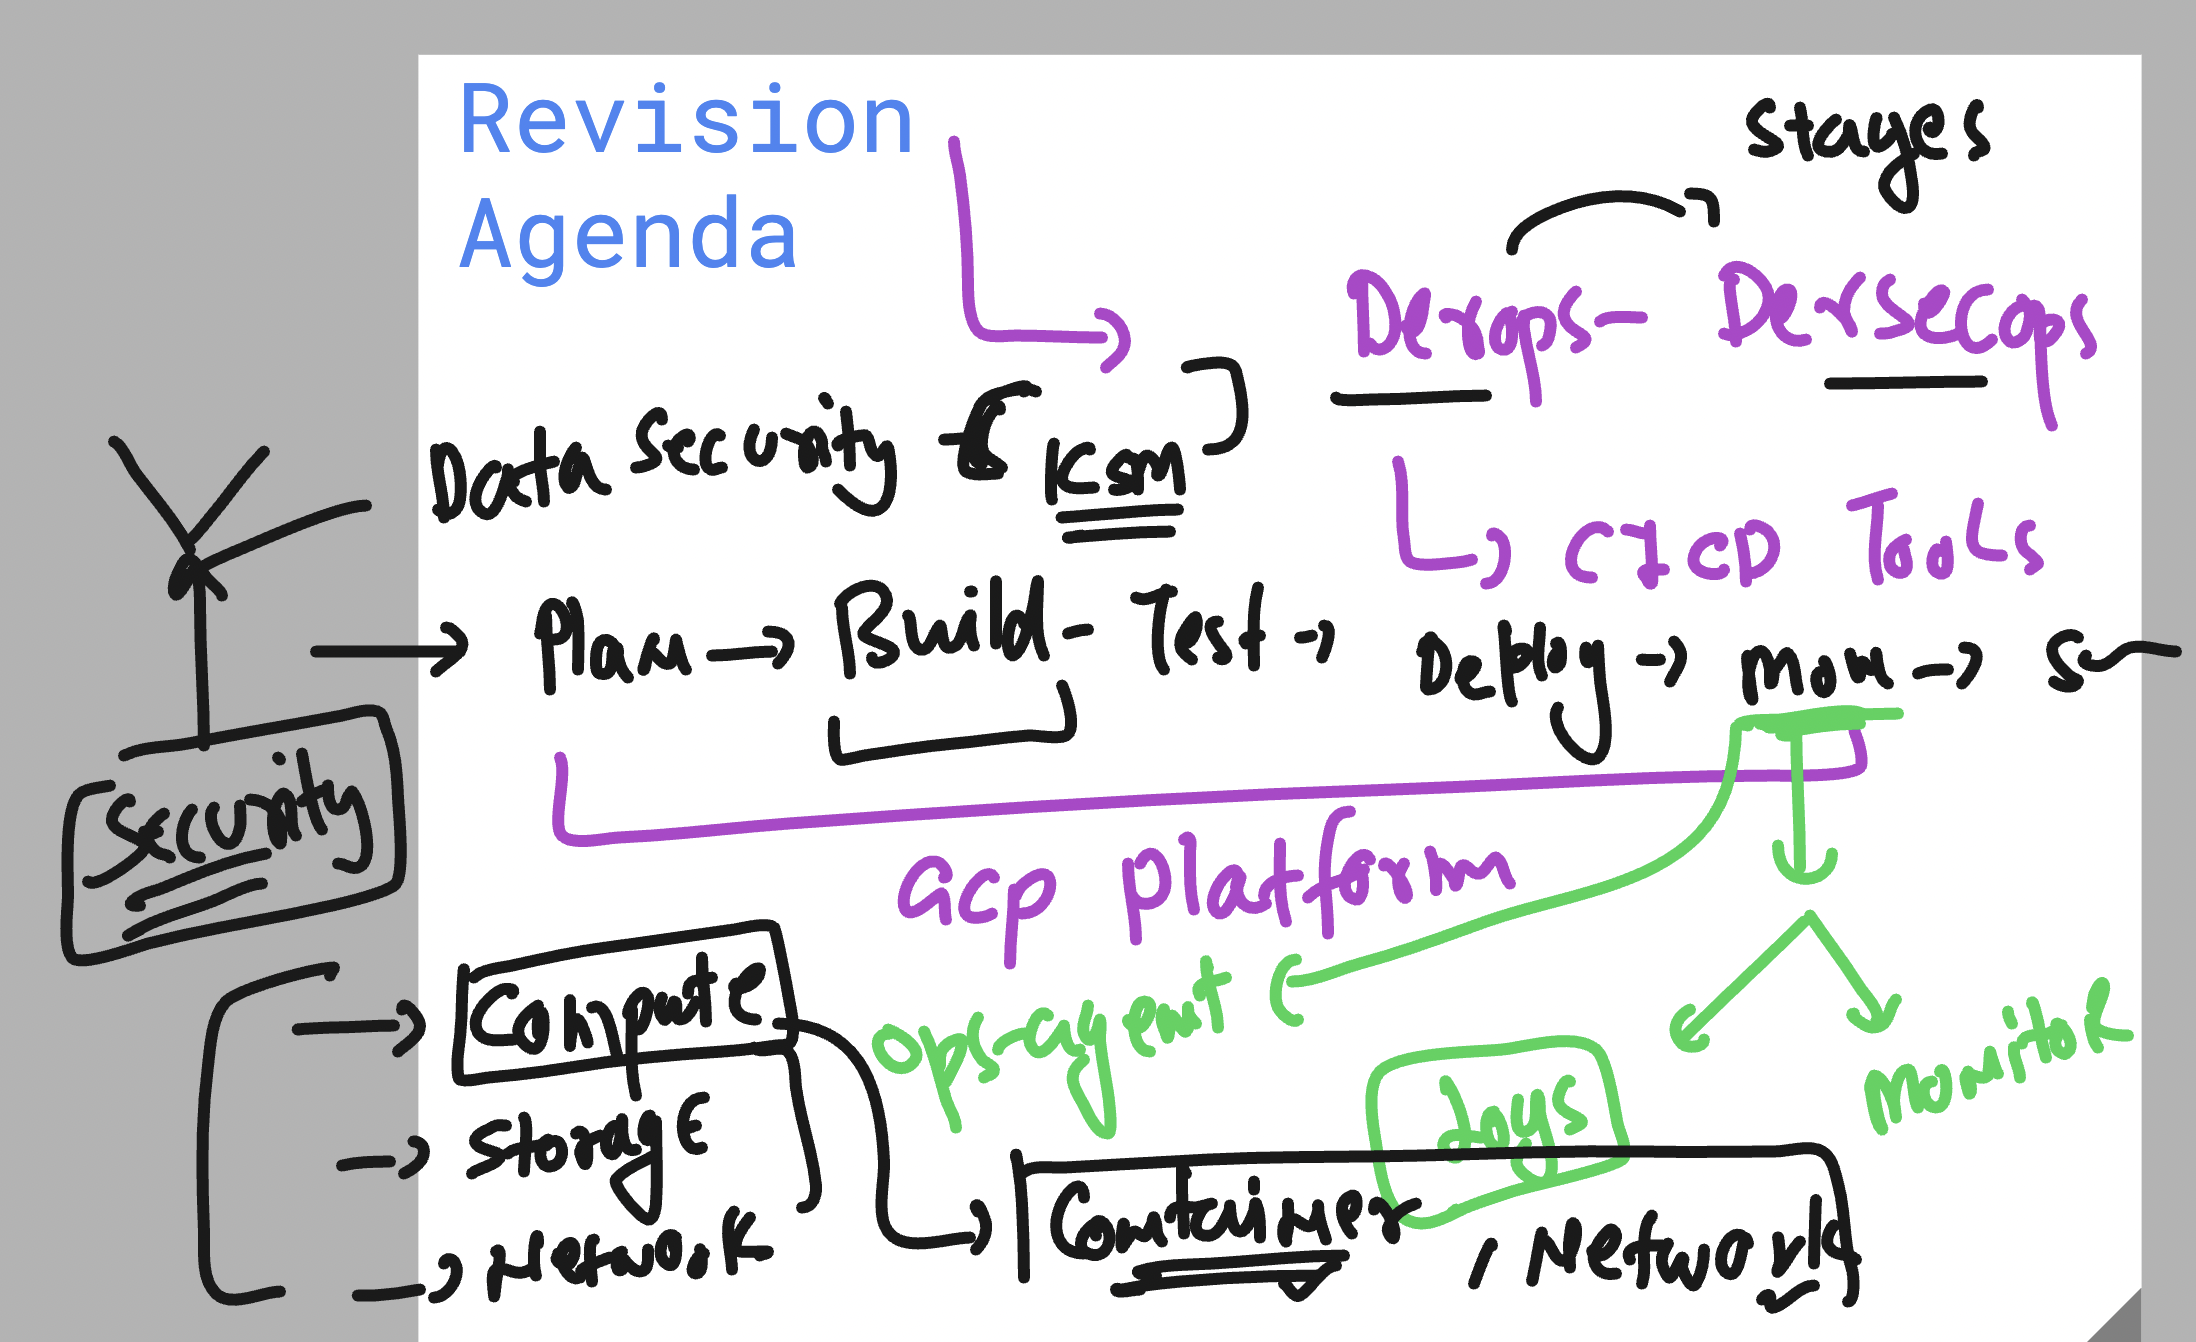 Revision
Agenda
Stages
Devops - Devsecops
Data Security - KSM
CICD Tools
Plan → Build - Test → Deploy → Mon → S
Security
GCP Platform
Compute
ops-agent
Logs
Monitor
Storage
Network
Container, Network